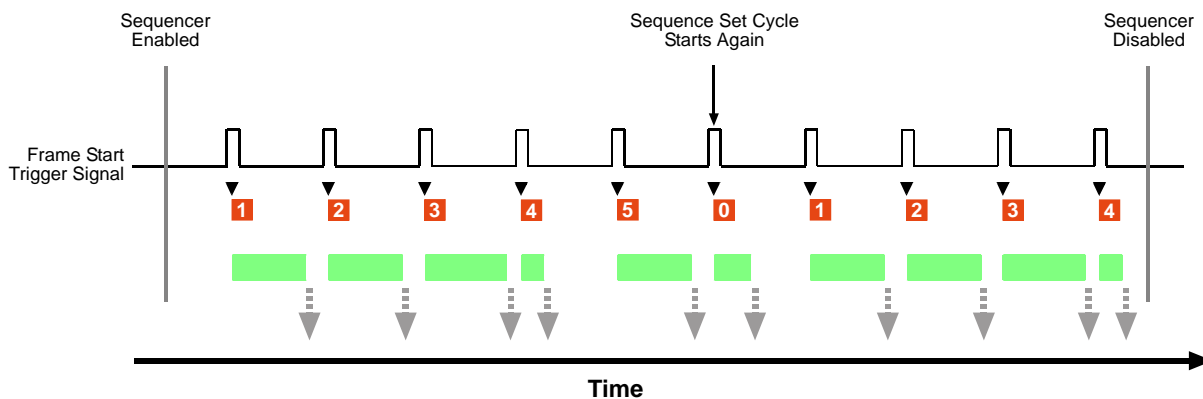 Sequencer
Enabled
Sequence Set Cycle
Starts Again
Sequencer
Disabled
Frame Start
Trigger Signal
1 2 3 4 5 0 1 2 3 4
Time